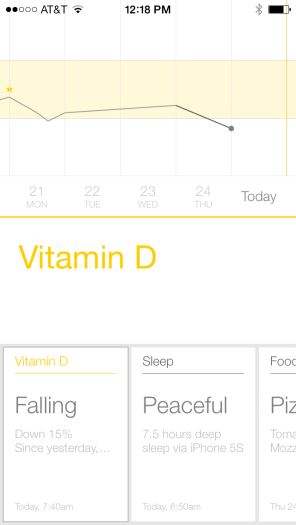 AT&T 12:18 PM
21 22 23 24 Today
MON TUE WED THU
Vitamin D
Vitamin D
Falling
Down 15%
Since yesterday,...
Today, 7:40am
Sleep
Peaceful
7.5 hours deep
sleep via iPhone 5S
Today, 6:50am
Food
Piz
Toma
Mozz
Thu 24